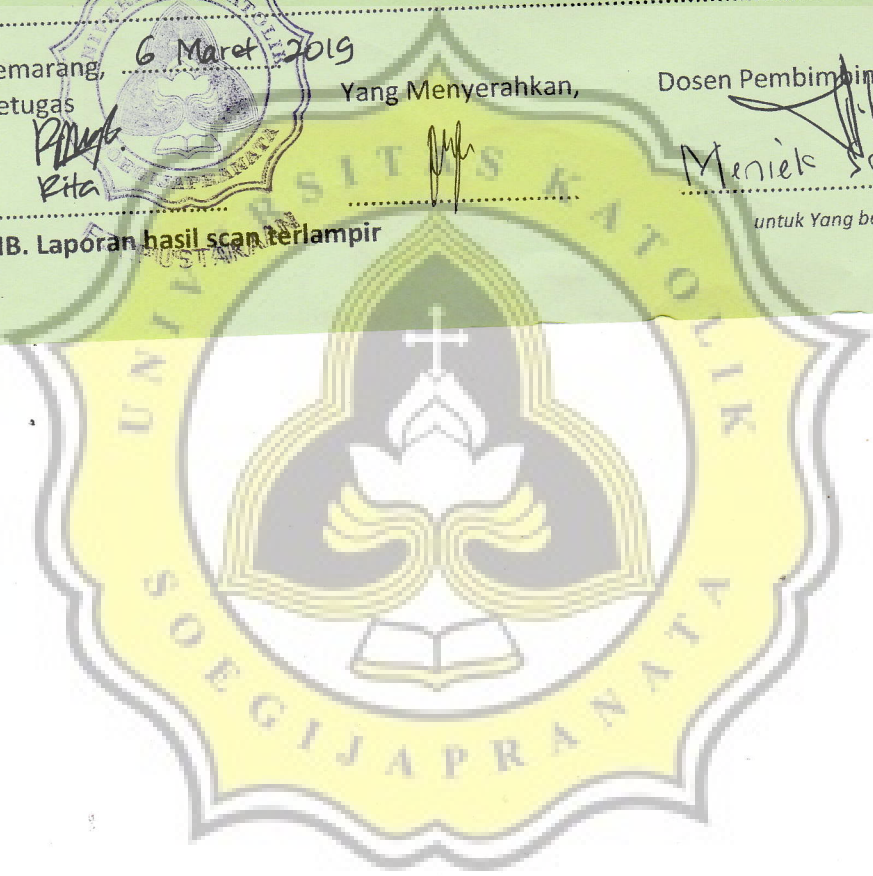 emarang, 6 Maret 2019
etugas
Yang Menyerahkan,
Dosen Pembimbin
Rita
Meniek
untuk Yang be
IB. Laporan hasil scan terlampir
PUSTAKAAN
UNIVERSITAS KATOLIK
SOEGIJAPRANATA